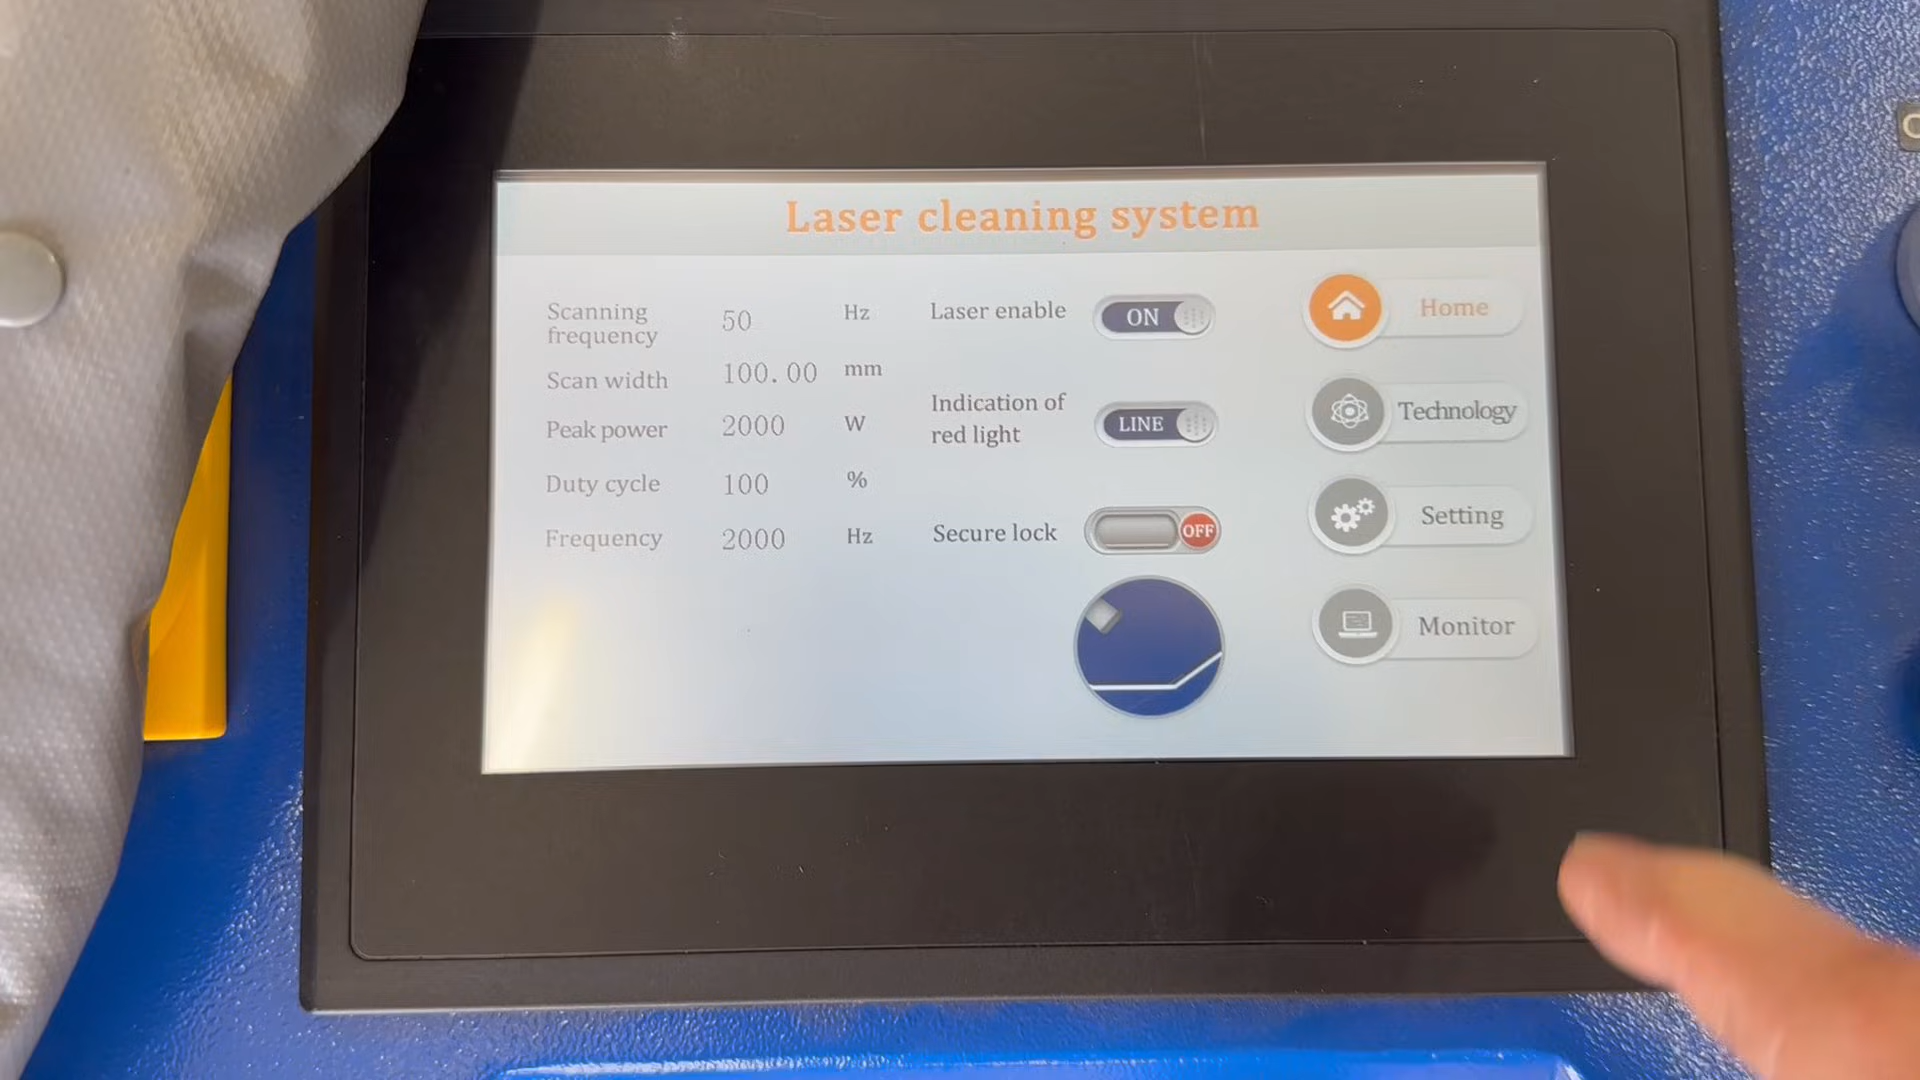 Laser cleaning system
Scanning
frequency
50
Hz
Scan width
100.00
mm
Peak power
2000
W
Duty cycle
100
%
Frequency
2000
Hz
Laser enable
ON
Indication of
red light
LINE
Secure lock
OFF
Home
Technology
Setting
Monitor